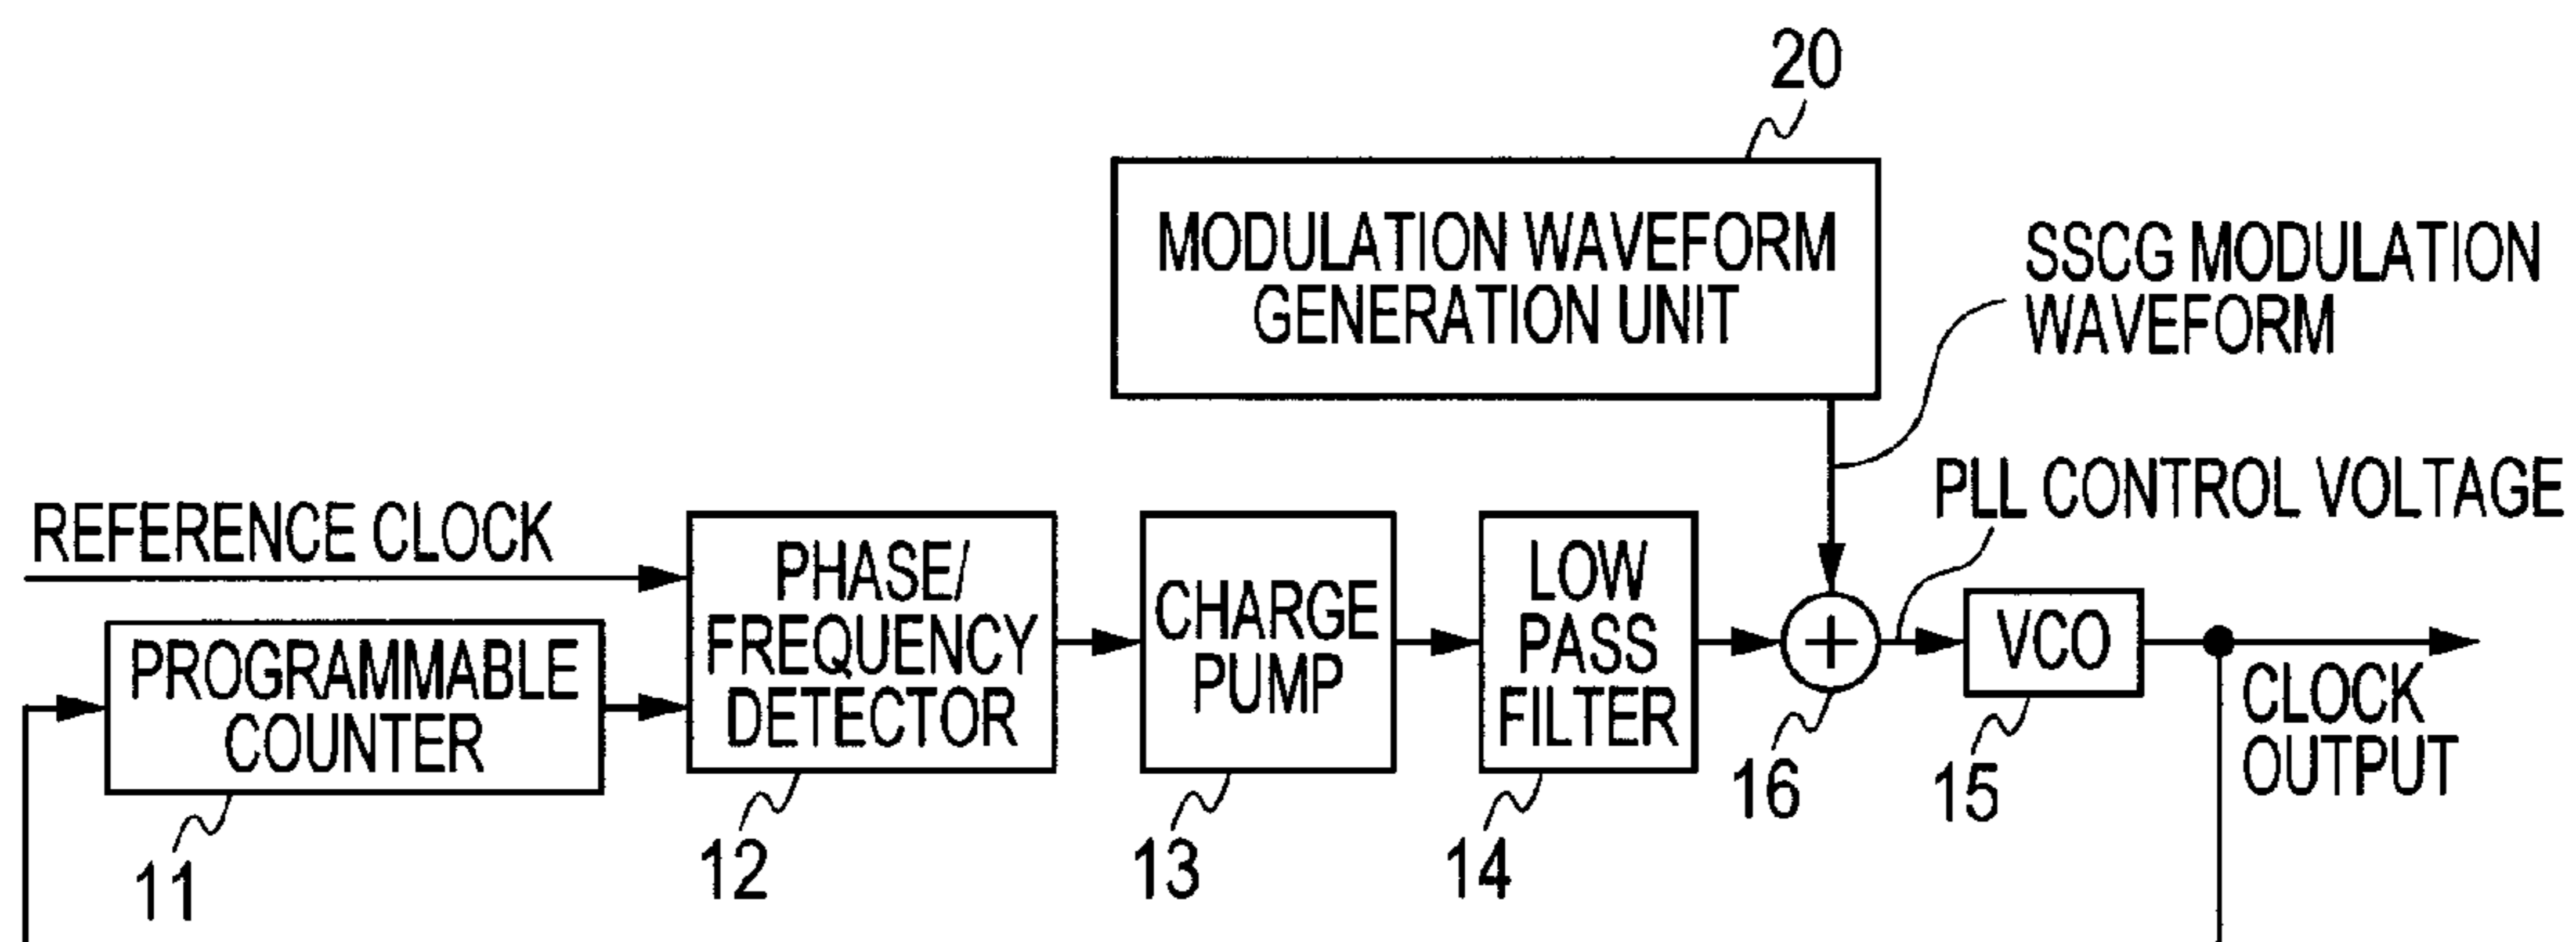 20
MODULATION WAVEFORM
GENERATION UNIT
SSCG MODULATION
WAVEFORM
PLL CONTROL VOLTAGE
REFERENCE CLOCK
PROGRAMMABLE
COUNTER
PHASE/
FREQUENCY
DETECTOR
CHARGE
PUMP
LOW
PASS
FILTER
+
VCO
CLOCK
OUTPUT
11
12
13
14
16
15